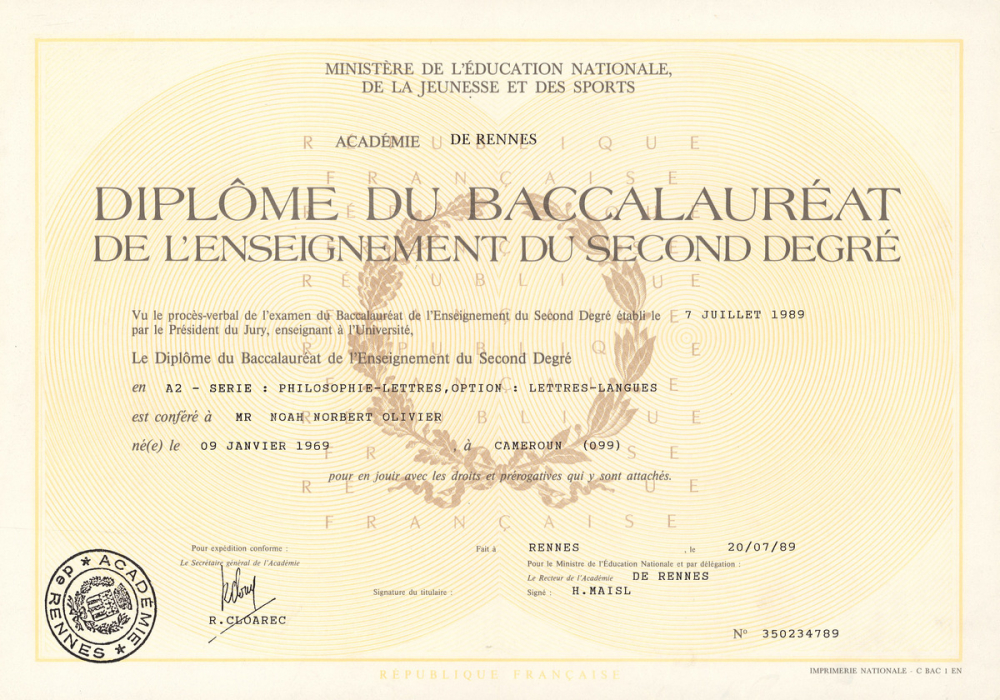 MINISTÈRE DE L'ÉDUCATION NATIONALE,
DE LA JEUNESSE ET DES SPORTS
ACADÉMIE DE RENNES
DIPLÔME DU BACCALAURÉAT
DE L'ENSEIGNEMENT DU SECOND DEGRÉ
Vu le procès-verbal de l'examen du Baccalauréat de l'Enseignement du Second Degré établi le 7 JUILLET 1989
par le Président du Jury, enseignant à l'Université,
Le Diplôme du Baccalauréat de l'Enseignement du Second Degré
en A2 - SERIE : PHILOSOPHIE-LETTRES,OPTION : LETTRES-LANGUES
est conféré à MR NOAH NORBERT OLIVIER
né(e) le 09 JANVIER 1969 , à CAMEROUN (099)
pour en jouir avec les droits et prérogatives qui y sont attachés.
Pour expédition conforme :
Le Secrétaire général de l'Académie
R.CLOAREC
Signature du titulaire :
Fait à RENNES , le 20/07/89
Pour le Ministre de l'Éducation Nationale et par délégation :
Le Recteur de l'Académie DE RENNES
Signé : H.MAISL
N° 350234789
ACADÉMIE de RENNES
RÉPUBLIQUE FRANÇAISE
IMPRIMERIE NATIONALE - C BAC 1 EN